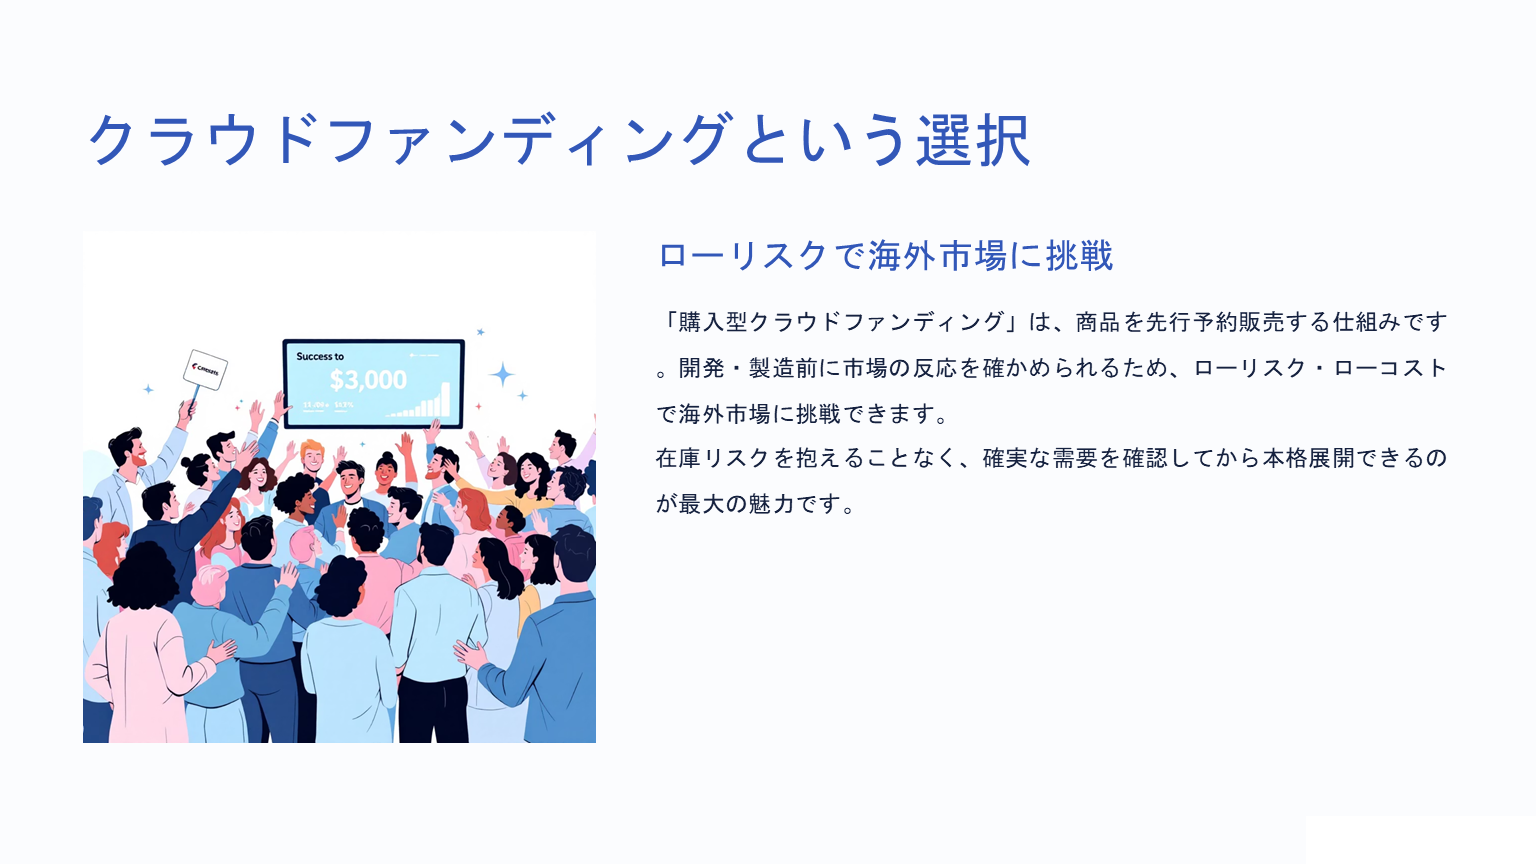 クラウドファンディングという選択
Success to
$3,000
ローリスクで海外市場に挑戦
「購入型クラウドファンディング」は、商品を先行予約販売する仕組みです
。開発・製造前に市場の反応を確かめられるため、ローリスク・ローコスト
で海外市場に挑戦できます。
在庫リスクを抱えることなく、確実な需要を確認してから本格展開できるの
が最大の魅力です。